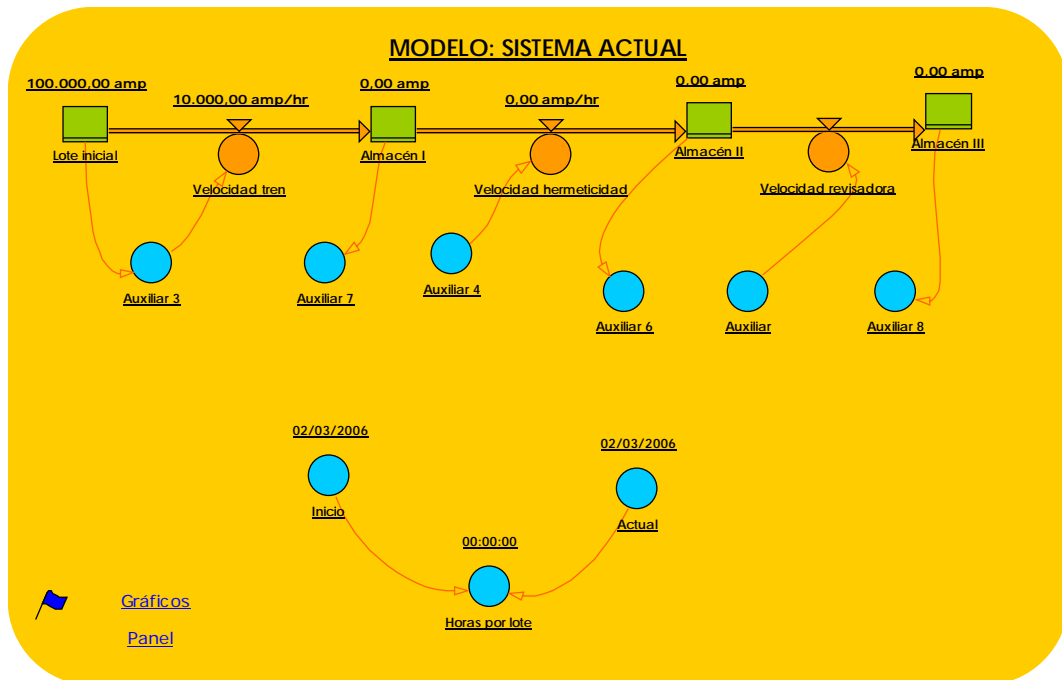 MODELO: SISTEMA ACTUAL
100.000,00 amp
10.000,00 amp/hr
0,00 amp
0,00 amp/hr
0,00 amp
0,00 amp
Lote inicial
Velocidad tren
Almacén I
Velocidad hermeticidad
Almacén II
Velocidad revisadora
Almacén III
Auxiliar 3
Auxiliar 7
Auxiliar 4
Auxiliar 6
Auxiliar
Auxiliar 8
02/03/2006
02/03/2006
Inicio
Actual
00:00:00
Horas por lote
Gráficos
Panel